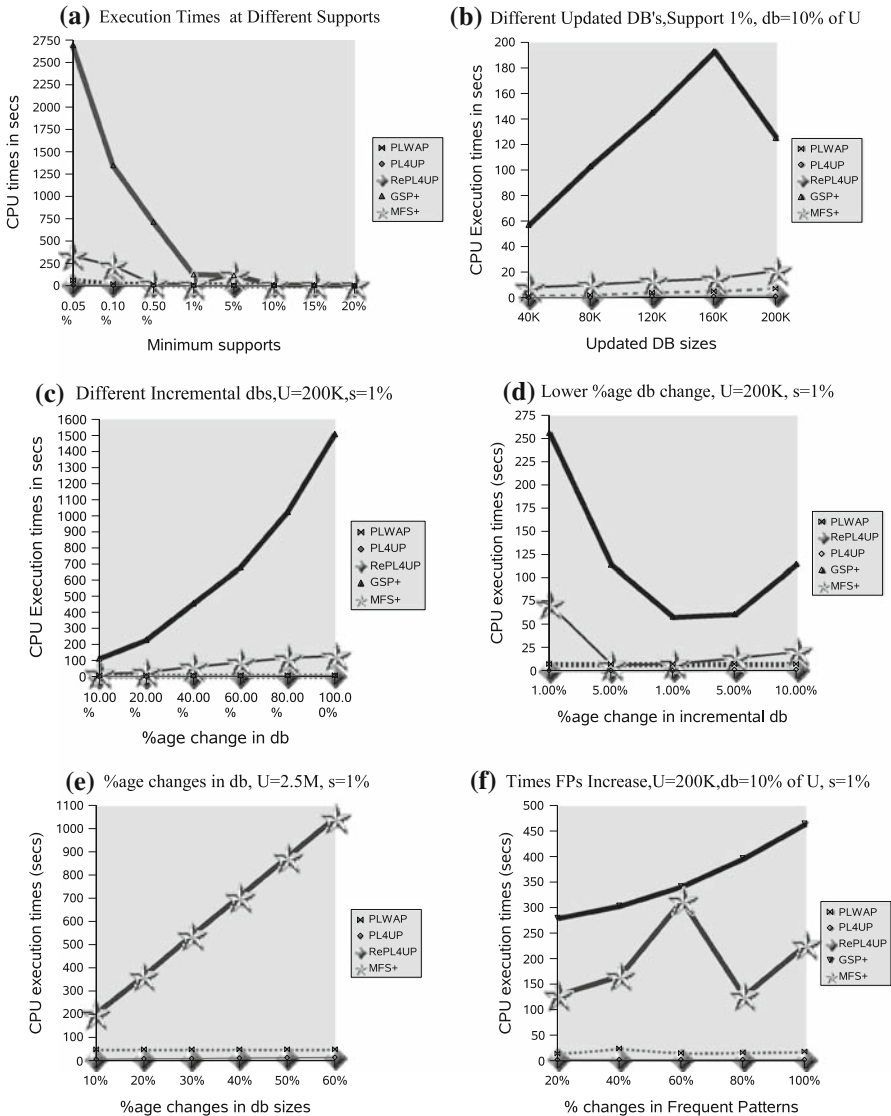 (a) Execution Times at Different Supports
CPU times in secs
2750
2500
2250
2000
1750
1500
1250
1000
750
500
250
0
0.05 %
0.10 %
0.50 %
1%
5%
10%
15%
20%
Minimum supports
PLWAP
PL4UP
RePL4UP
GSP+
MFS+
(b) Different Updated DB's,Support 1%, db=10% of U
CPU Execution times in secs
200
180
160
140
120
100
80
60
40
20
0
40K
80K
120K
160K
200K
Updated DB sizes
PLWAP
PL4UP
RePL4UP
GSP+
MFS+
(c) Different Incremental dbs,U=200K,s=1%
CPU Execution times in secs
1600
1500
1400
1300
1200
1100
1000
900
800
700
600
500
400
300
200
100
0
10.00 %
20.00 %
40.00 %
60.00 %
80.00 %
100.0 0%
%age change in db
PLWAP
PL4UP
RePL4UP
GSP+
MFS+
(d) Lower %age db change, U=200K, s=1%
CPU execution times (secs)
275
250
225
200
175
150
125
100
75
50
25
0
1.00%
5.00%
1.00%
5.00%
10.00%
%age change in incremental db
PLWAP
RePL4UP
PL4UP
GSP+
MFS+
(e) %age changes in db, U=2.5M, s=1%
CPU execution times (secs)
1100
1000
900
800
700
600
500
400
300
200
100
0
10%
20%
30%
40%
50%
60%
%age changes in db sizes
PLWAP
PL4UP
RePL4UP
MFS+
(f) Times FPs Increase,U=200K,db=10% of U, s=1%
CPU execution times (secs)
500
450
400
350
300
250
200
150
100
50
0
20%
40%
60%
80%
100%
% changes in Frequent Patterns
PLWAP
PL4UP
RePL4UP
GSP+
MFS+